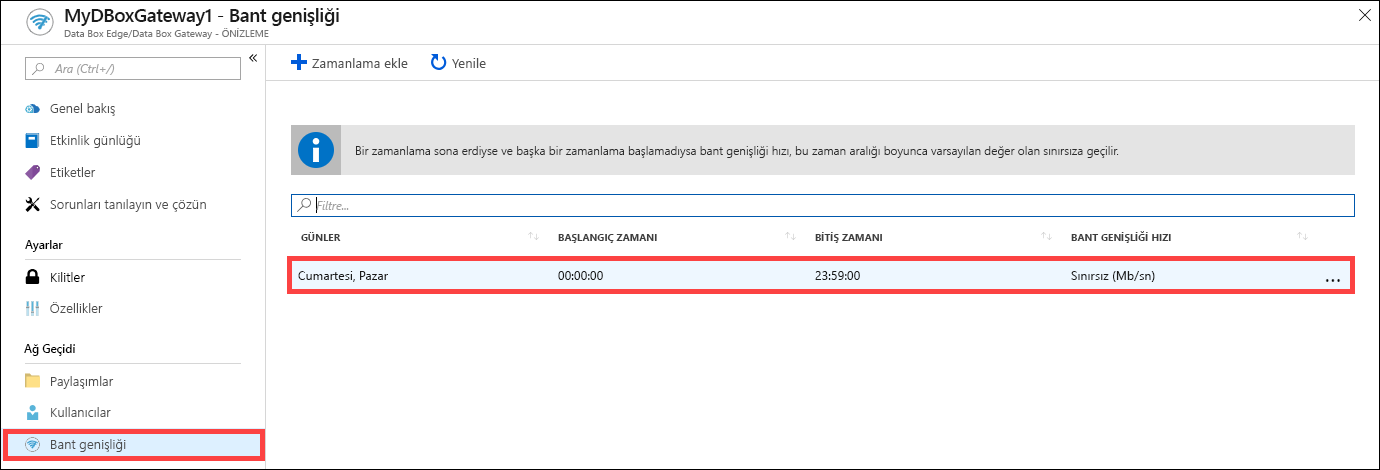 MyDBoxGateway1 - Bant genişliği
Data Box Edge/Data Box Gateway - ÖNİZLEME
Ara (Ctrl+/)
Genel bakış
Etkinlik günlüğü
Etiketler
Sorunları tanılayın ve çözün
Ayarlar
Kilitler
Özellikler
Ağ Geçidi
Paylaşımlar
Kullanıcılar
Bant genişliği
Zamanlama ekle Yenile
Bir zamanlama sona erdiyse ve başka bir zamanlama başlamadıysa bant genişliği hızı, bu zaman aralığı boyunca varsayılan değer olan sınırsıza geçilir.
Filtre...
GÜNLER BAŞLANGIÇ ZAMANI BİTİŞ ZAMANI BANT GENİŞLİĞİ HIZI
Cumartesi, Pazar 00:00:00 23:59:00 Sınırsız (Mb/sn) ...